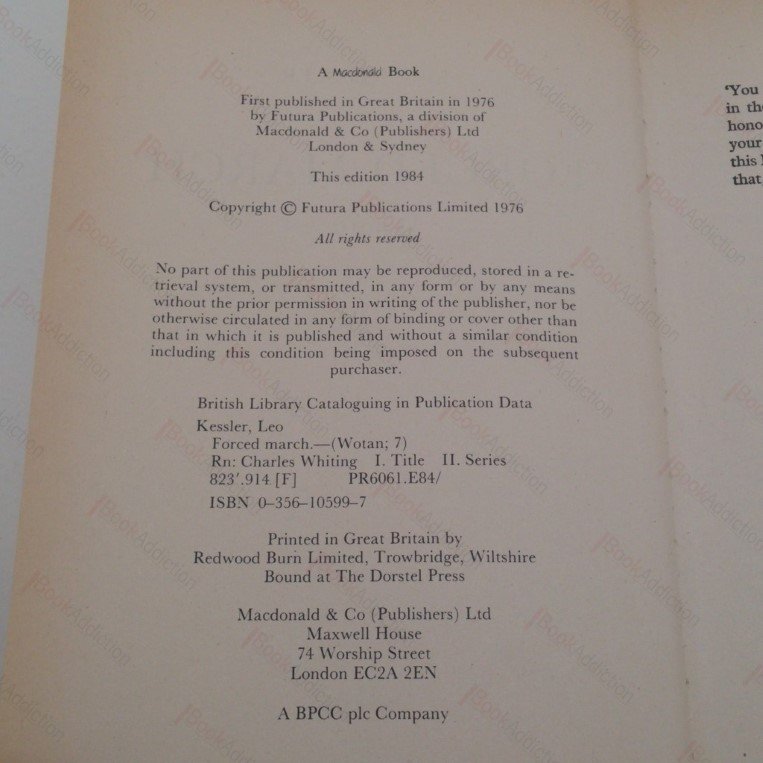 A Macdonald Book
First published in Great Britain in 1976
by Futura Publications, a division of
Macdonald & Co (Publishers) Ltd
London & Sydney
This edition 1984
Copyright © Futura Publications Limited 1976
All rights reserved
No part of this publication may be reproduced, stored in a re-
trieval system, or transmitted, in any form or by any means
without the prior permission in writing of the publisher, nor be
otherwise circulated in any form of binding or cover other than
that in which it is published and without a similar condition
including this condition being imposed on the subsequent
purchaser.
British Library Cataloguing in Publication Data
Kessler, Leo
Forced march.—(Wotan; 7)
Rn: Charles Whiting I. Title II. Series
823'.914 [F] PR6061.E84/
ISBN 0–356–10599–7
Printed in Great Britain by
Redwood Burn Limited, Trowbridge, Wiltshire
Bound at The Dorstel Press
Macdonald & Co (Publishers) Ltd
Maxwell House
74 Worship Street
London EC2A 2EN
A BPCC plc Company
‘You
in the
hono
your
this
that
BookAddiction